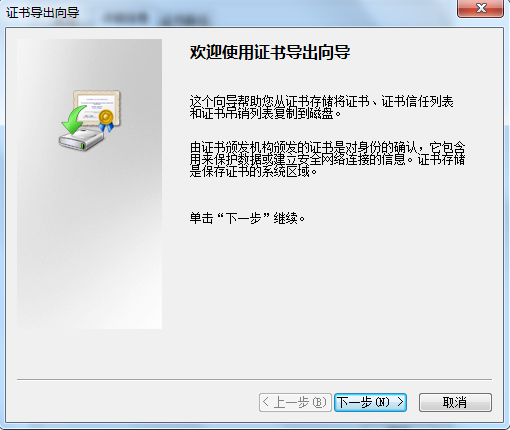 证书导出向导
欢迎使用证书导出向导
这个向导帮助您从证书存储将证书、证书信任列表
和证书吊销列表复制到磁盘。
由证书颁发机构颁发的证书是对身份的确认，它包含
用来保护数据或建立安全网络连接的信息。证书存储
是保存证书的系统区域。
单击“下一步”继续。
< 上一步(B) 下一步(N) > 取消